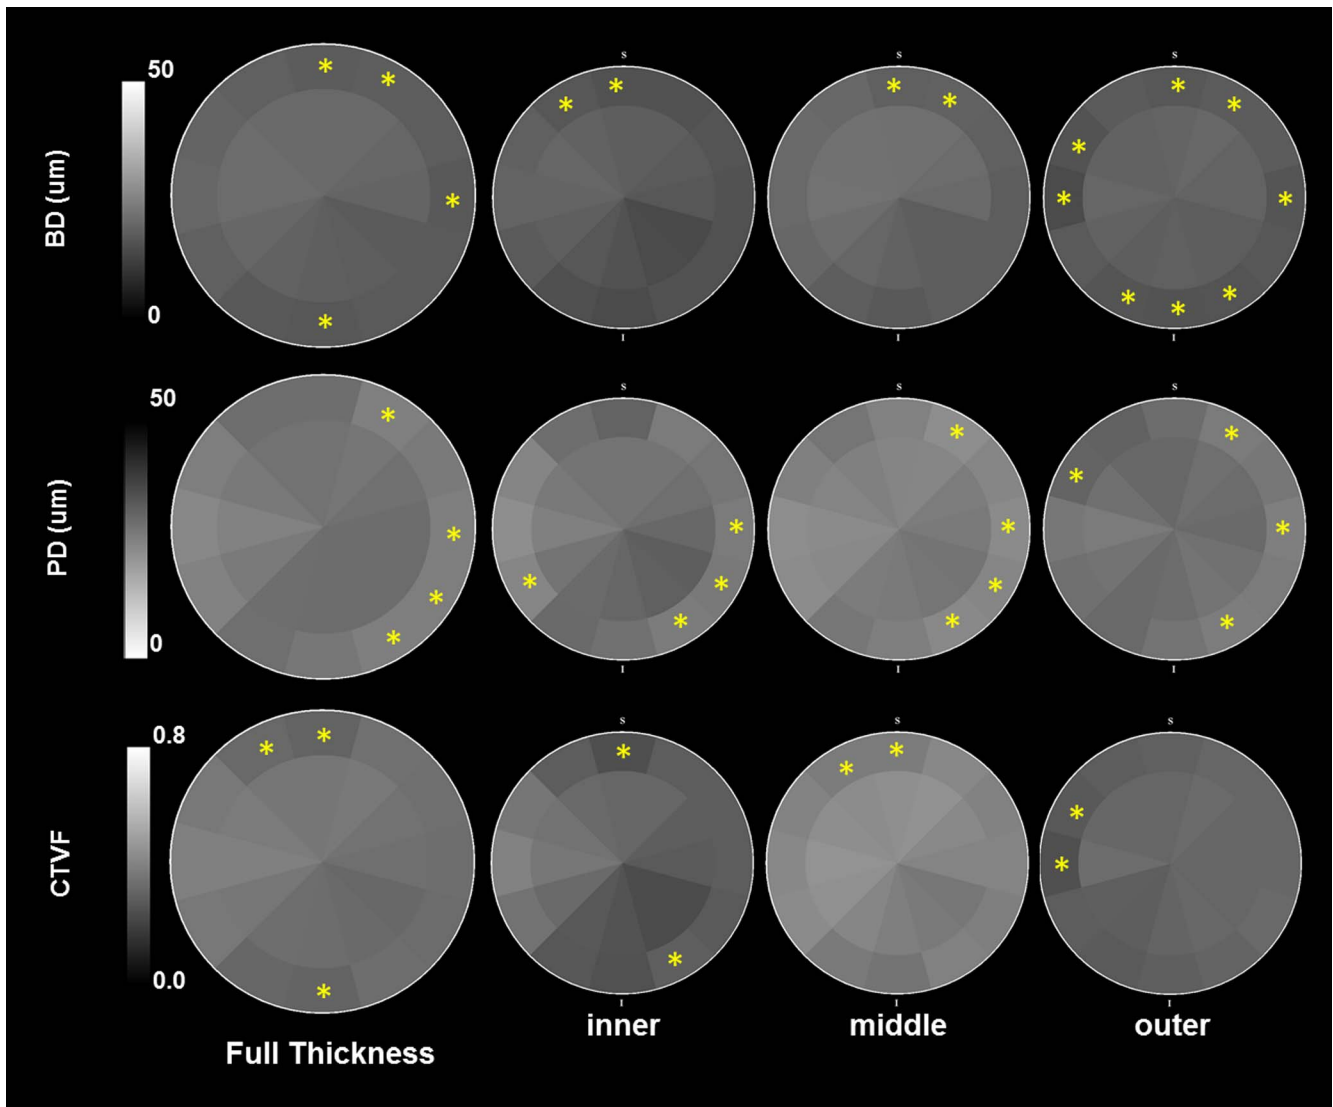 50
s
s
s
BD (um)
0
* * * * * * * * * * * * * * * *
I
I
I
50
s
s
s
PD (um)
0
* * * * * * * * * * * * * * * *
I
I
I
0.8
s
s
s
CTVF
0.0
* * * * * * * * *
I
I
I
inner
middle
outer
Full Thickness